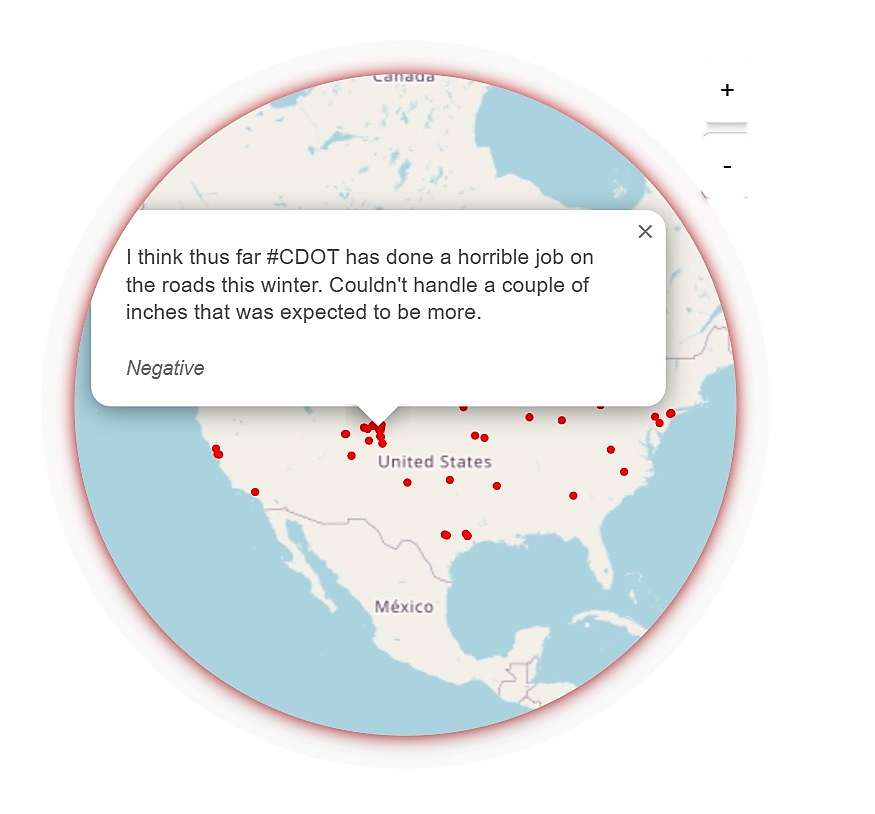 Canada
+
-
×
I think thus far #CDOT has done a horrible job on
the roads this winter. Couldn't handle a couple of
inches that was expected to be more.
Negative
United States
México